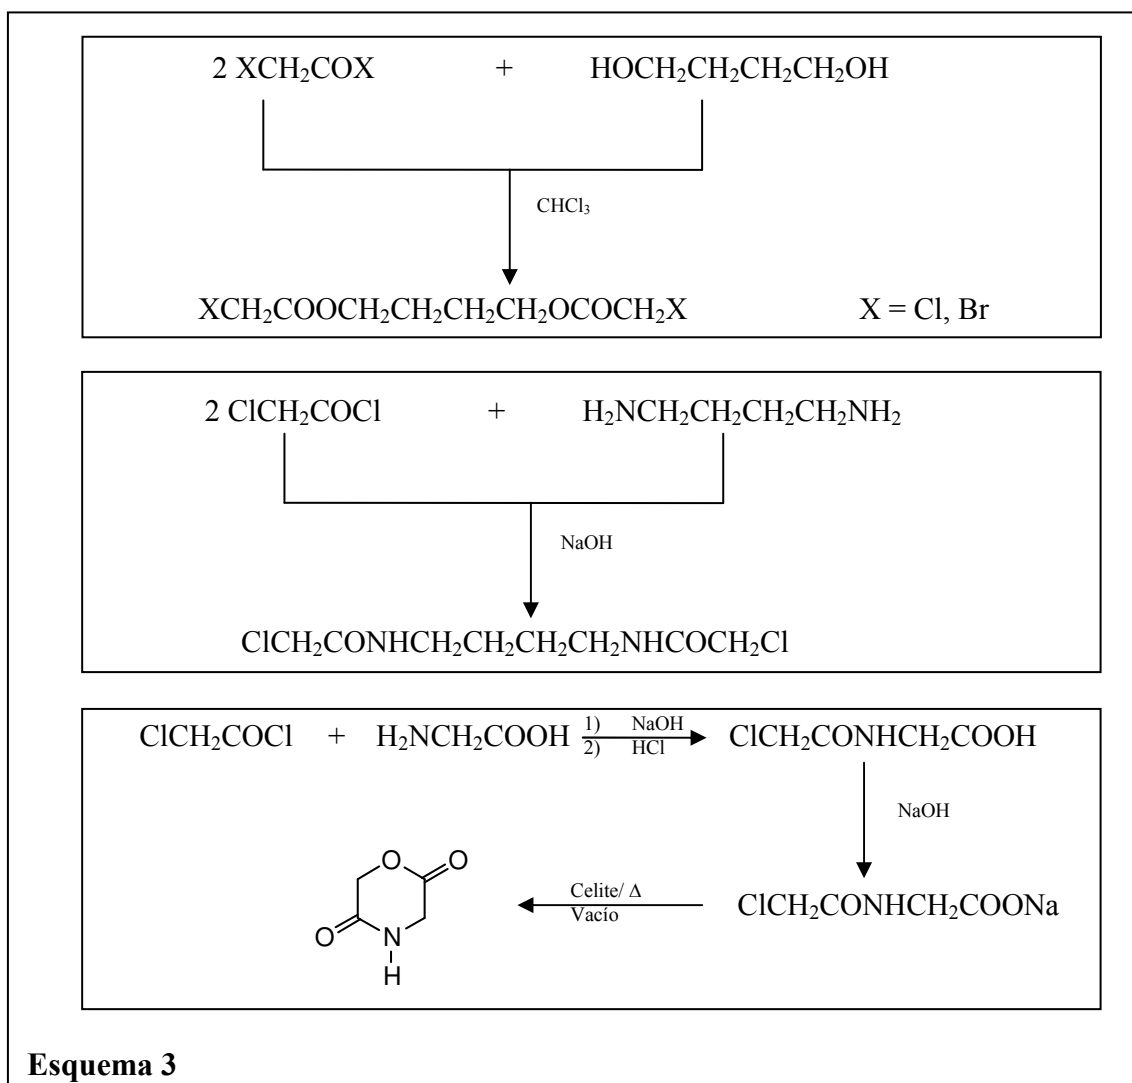 2 XCH₂COX + HOCH₂CH₂CH₂CH₂OH
CHCl₃
XCH₂COOCH₂CH₂CH₂CH₂OCOCH₂X X = Cl, Br
2 ClCH₂COCl + H₂NCH₂CH₂CH₂CH₂NH₂
NaOH
ClCH₂CONHCH₂CH₂CH₂CH₂NHCOCH₂Cl
ClCH₂COCl + H₂NCH₂COOH 1) NaOH 2) HCl ClCH₂CONHCH₂COOH
NaOH
O O
Celite/ Δ
Vacío
ClCH₂CONHCH₂COONa
O N
H
Esquema 3